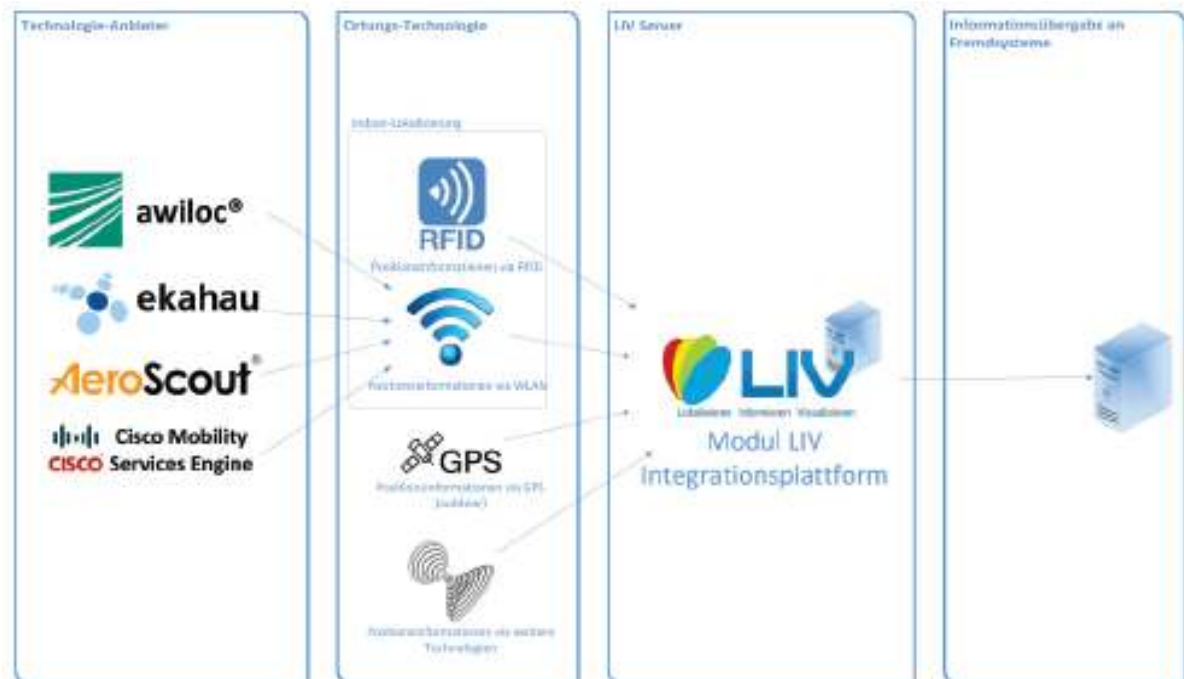 Technologie-Anbieter
awiloc®
ekahau
AeroScout®
Cisco Mobility
CISCO Services Engine
Ortungs-Technologie
Indoor-Lokalisierung
RFID
Positionsinformationen via RFID
Positionsinformationen via WLAN
GPS
Positionsinformationen via GPS
(outdoor)
Positionsinformationen via weitere
Technologien
LIV Server
LIV
Lokalisieren Informieren Visualisieren
Modul LIV
Integrationsplattform
Informationsübergabe an
Fremdsysteme